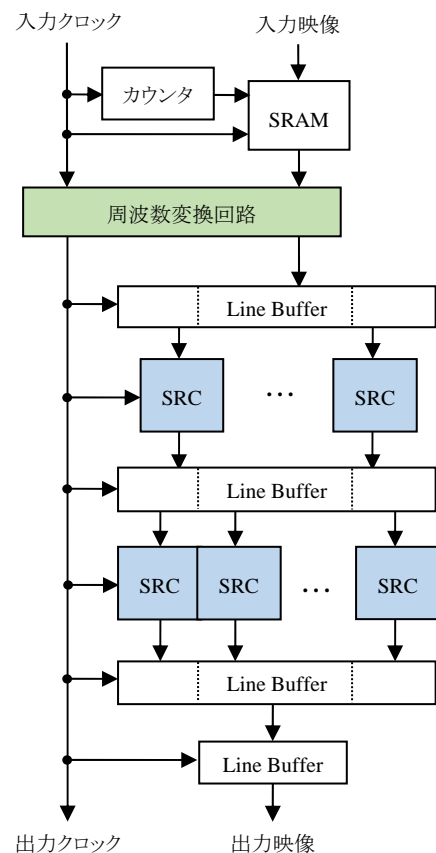 入力クロック
入力映像
カウンタ
SRAM
周波数変換回路
Line Buffer
SRC
…
SRC
Line Buffer
SRC
SRC
…
SRC
Line Buffer
Line Buffer
出力クロック
出力映像